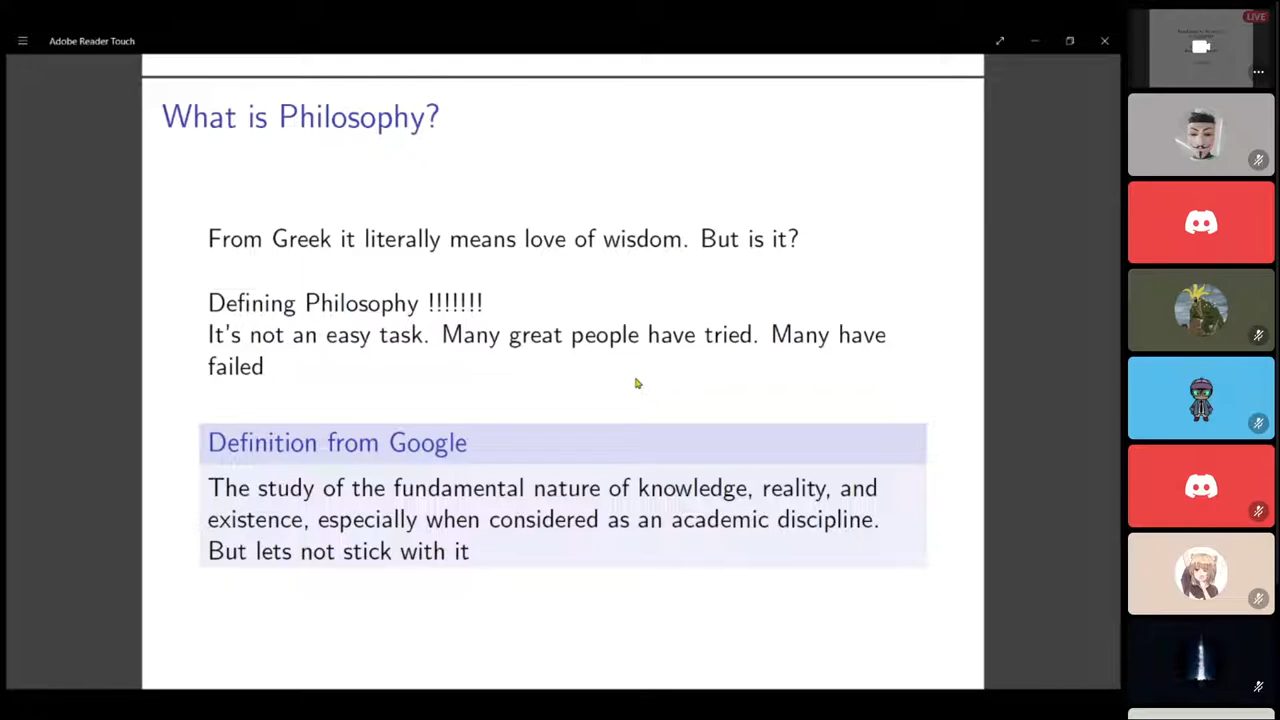 Adobe Reader Touch
LIVE
What is Philosophy?
From Greek it literally means love of wisdom. But is it?
Defining Philosophy !!!!!!!
It's not an easy task. Many great people have tried. Many have
failed
Definition from Google
The study of the fundamental nature of knowledge, reality, and
existence, especially when considered as an academic discipline.
But lets not stick with it